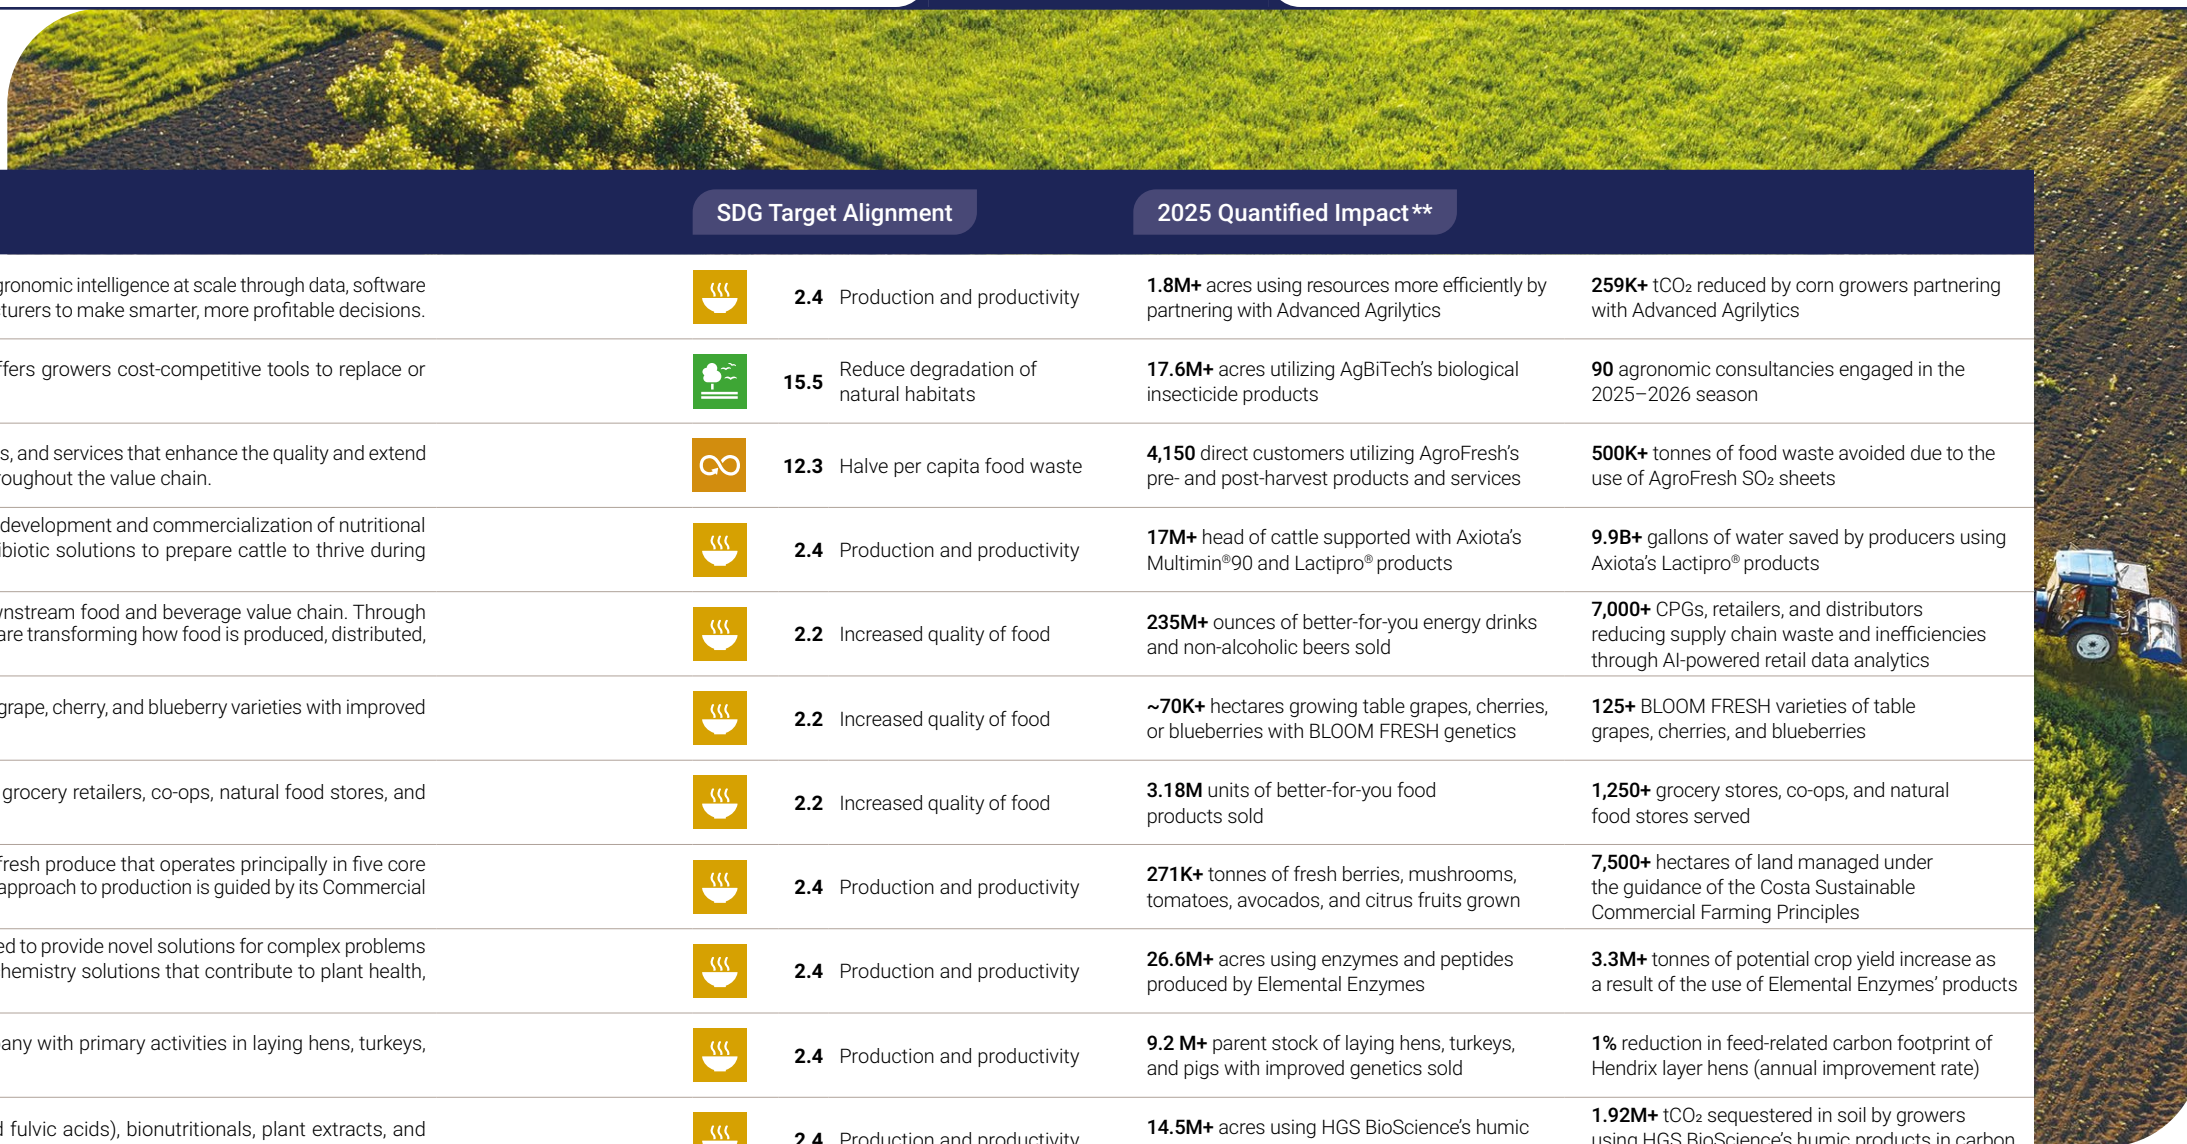 SDG Target Alignment
2025 Quantified Impact**
gronomic intelligence at scale through data, software
turers to make smarter, more profitable decisions.
2.4 Production and productivity
1.8M+ acres using resources more efficiently by
partnering with Advanced Agrilytics
259K+ tCO₂ reduced by corn growers partnering
with Advanced Agrilytics
ffers growers cost-competitive tools to replace or
15.5 Reduce degradation of
natural habitats
17.6M+ acres utilizing AgBiTech's biological
insecticide products
90 agronomic consultancies engaged in the
2025–2026 season
s, and services that enhance the quality and extend
roughout the value chain.
12.3 Halve per capita food waste
4,150 direct customers utilizing AgroFresh's
pre- and post-harvest products and services
500K+ tonnes of food waste avoided due to the
use of AgroFresh SO₂ sheets
development and commercialization of nutritional
ibiotic solutions to prepare cattle to thrive during
2.4 Production and productivity
17M+ head of cattle supported with Axiota's
Multimin®90 and Lactipro® products
9.9B+ gallons of water saved by producers using
Axiota's Lactipro® products
wnstream food and beverage value chain. Through
are transforming how food is produced, distributed,
2.2 Increased quality of food
235M+ ounces of better-for-you energy drinks
and non-alcoholic beers sold
7,000+ CPGs, retailers, and distributors
reducing supply chain waste and inefficiencies
through AI-powered retail data analytics
grape, cherry, and blueberry varieties with improved
2.2 Increased quality of food
~70K+ hectares growing table grapes, cherries,
or blueberries with BLOOM FRESH genetics
125+ BLOOM FRESH varieties of table
grapes, cherries, and blueberries
grocery retailers, co-ops, natural food stores, and
2.2 Increased quality of food
3.18M units of better-for-you food
products sold
1,250+ grocery stores, co-ops, and natural
food stores served
fresh produce that operates principally in five core
approach to production is guided by its Commercial
2.4 Production and productivity
271K+ tonnes of fresh berries, mushrooms,
tomatoes, avocados, and citrus fruits grown
7,500+ hectares of land managed under
the guidance of the Costa Sustainable
Commercial Farming Principles
ed to provide novel solutions for complex problems
hemistry solutions that contribute to plant health,
2.4 Production and productivity
26.6M+ acres using enzymes and peptides
produced by Elemental Enzymes
3.3M+ tonnes of potential crop yield increase as
a result of the use of Elemental Enzymes' products
any with primary activities in laying hens, turkeys,
2.4 Production and productivity
9.2 M+ parent stock of laying hens, turkeys,
and pigs with improved genetics sold
1% reduction in feed-related carbon footprint of
Hendrix layer hens (annual improvement rate)
d fulvic acids), bionutritionals, plant extracts, and
2.4 Production and productivity
14.5M+ acres using HGS BioScience's humic
1.92M+ tCO₂ sequestered in soil by growers
using HGS BioScience's humic products in carbon